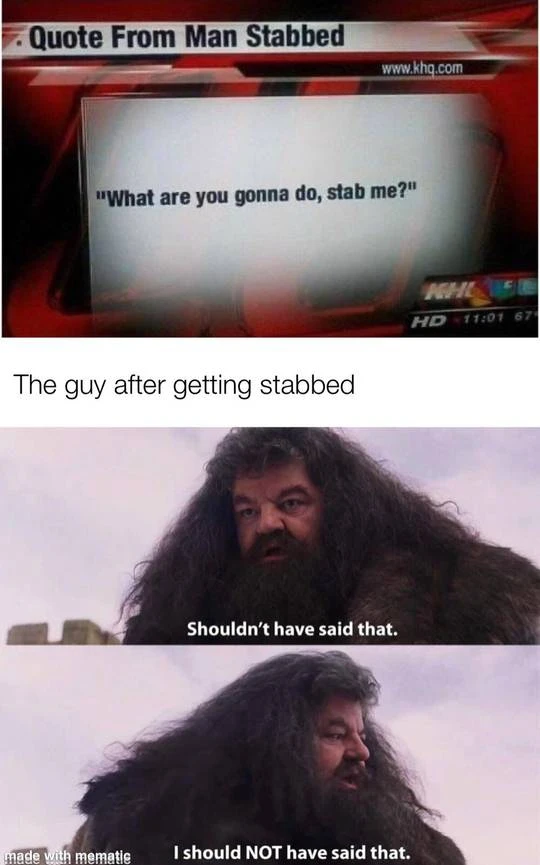 Quote From Man Stabbed
www.khq.com
"What are you gonna do, stab me?"
HD 11:01 67°
The guy after getting stabbed
Shouldn't have said that.
I should NOT have said that.
made with mematic